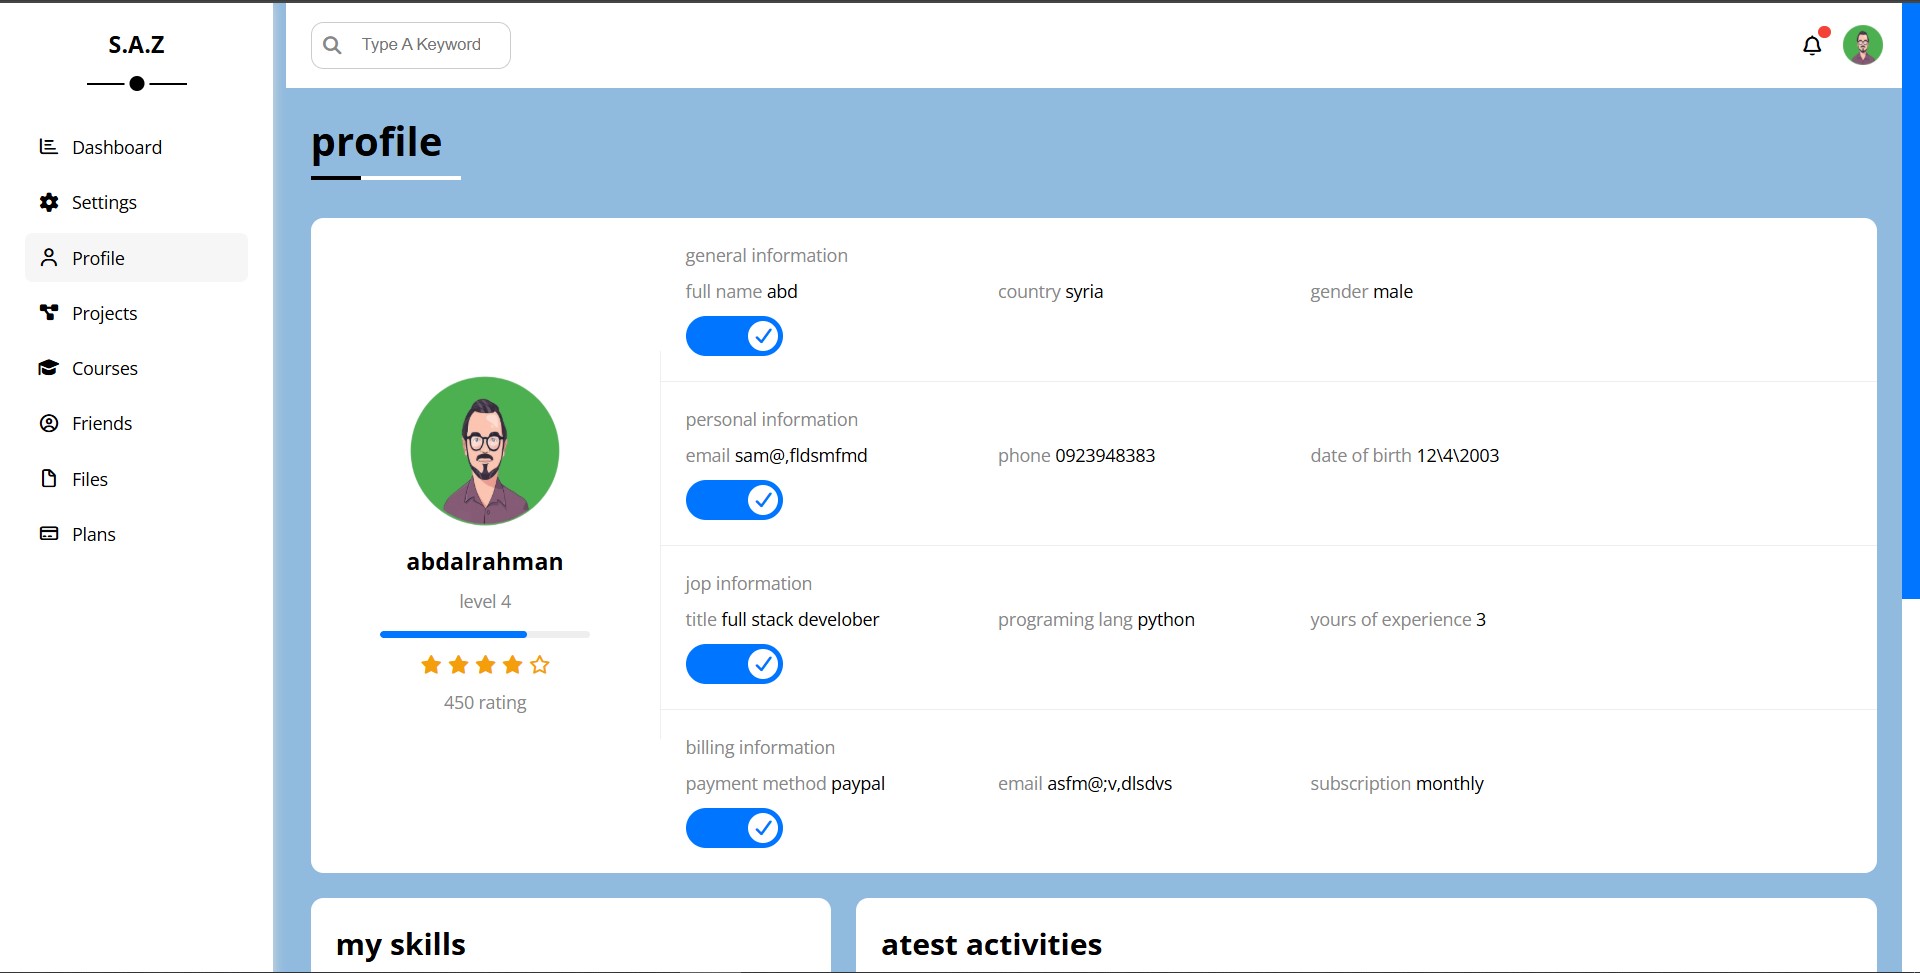 S.A.Z
Type A Keyword
Dashboard
Settings
Profile
Projects
Courses
Friends
Files
Plans
profile
abdalrahman
level 4
450 rating
general information
full name abd country syria gender male
personal information
email sam@,fldsmfmd phone 0923948383 date of birth 12\4\2003
jop information
title full stack develober programing lang python yours of experience 3
billing information
payment method paypal email asfm@;v,dlsdvs subscription monthly
my skills
atest activities